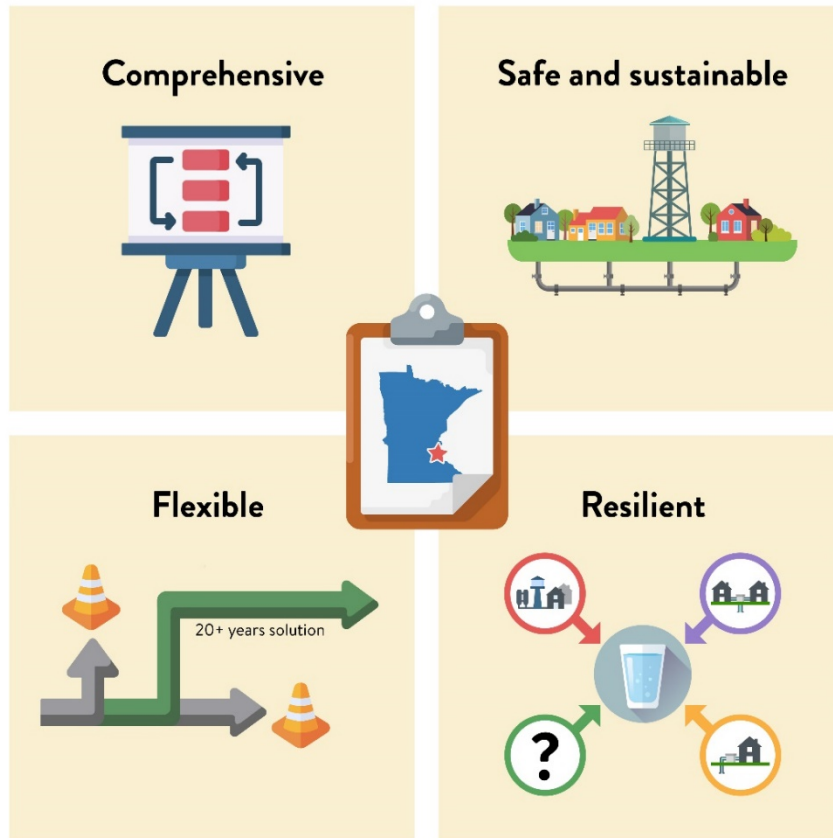 Comprehensive
Safe and sustainable
Flexible
20+ years solution
Resilient
?